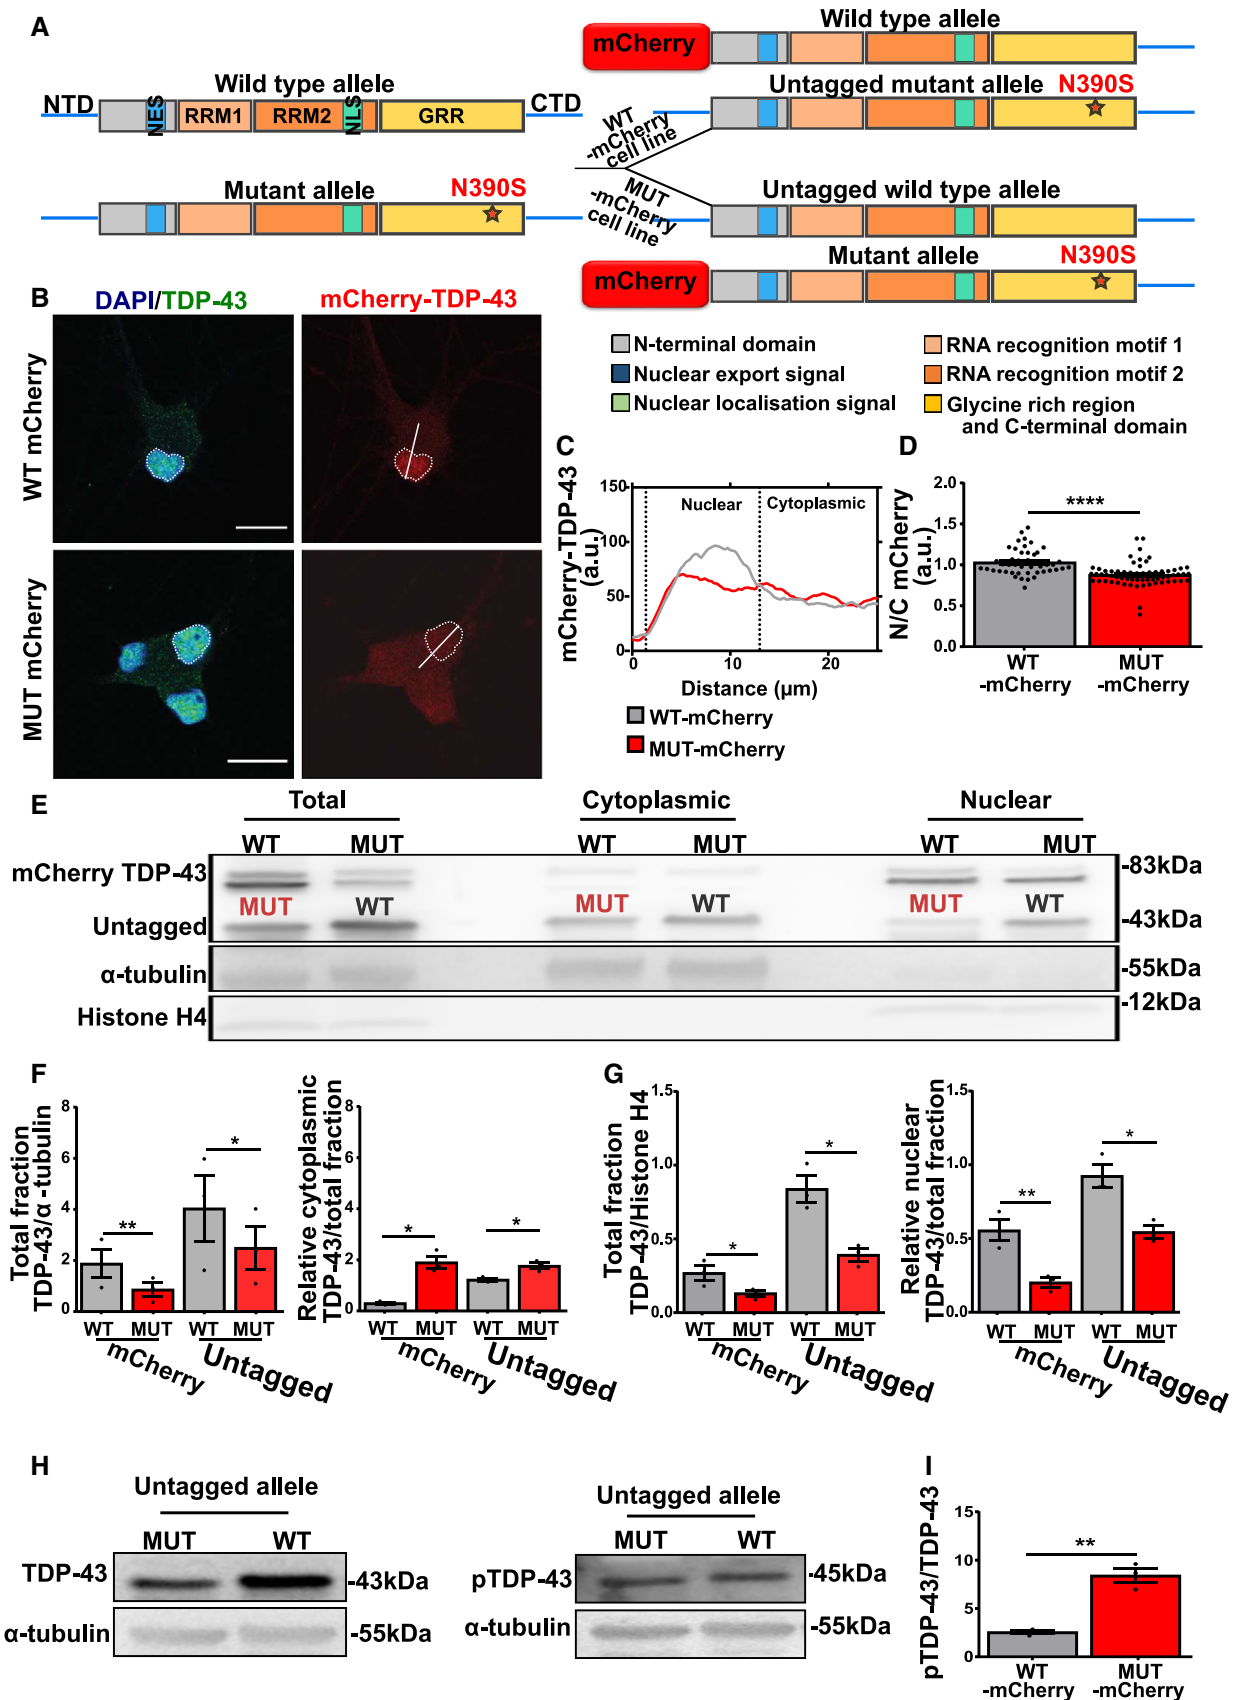 A
Wild type allele
NTD
NES
RRM1
RRM2
NLS
GRR
CTD
Mutant allele
N390S
Wild type allele
mCherry
Untagged mutant allele
N390S
WT
-mCherry
cell line
MUT
-mCherry
cell line
Untagged wild type allele
Mutant allele
N390S
mCherry
N-terminal domain
Nuclear export signal
Nuclear localisation signal
RNA recognition motif 1
RNA recognition motif 2
Glycine rich region
and C-terminal domain
B
DAPI/TDP-43
mCherry-TDP-43
WT mCherry
MUT mCherry
C
mCherry-TDP-43
(a.u.)
150
100
50
0
Nuclear
Cytoplasmic
0
10
20
Distance (µm)
WT-mCherry
MUT-mCherry
D
N/C mCherry
(a.u.)
2.0
1.5
1.0
0.5
0.0
****
WT
-mCherry
MUT
-mCherry
E
Total
Cytoplasmic
Nuclear
WT
MUT
WT
MUT
WT
MUT
mCherry TDP-43
-83kDa
MUT
WT
MUT
WT
MUT
WT
Untagged
-43kDa
α-tubulin
-55kDa
-12kDa
Histone H4
F
Total fraction
TDP-43/α -tubulin
8
6
4
2
0
**
*
WT
MUT
WT
MUT
mCherry
Untagged
Relative cytoplasmic
TDP-43/total fraction
8
6
4
2
0
*
*
WT
MUT
WT
MUT
mCherry
Untagged
G
Total fraction
TDP-43/Histone H4
1.5
1.0
0.5
0.0
*
*
WT
MUT
WT
MUT
mCherry
Untagged
Relative nuclear
TDP-43/total fraction
1.5
1.0
0.5
0.0
**
*
WT
MUT
WT
MUT
mCherry
Untagged
H
Untagged allele
MUT
WT
TDP-43
-43kDa
α-tubulin
-55kDa
Untagged allele
MUT
WT
pTDP-43
-45kDa
α-tubulin
-55kDa
I
pTDP-43/TDP-43
15
10
5
0
**
WT
-mCherry
MUT
-mCherry